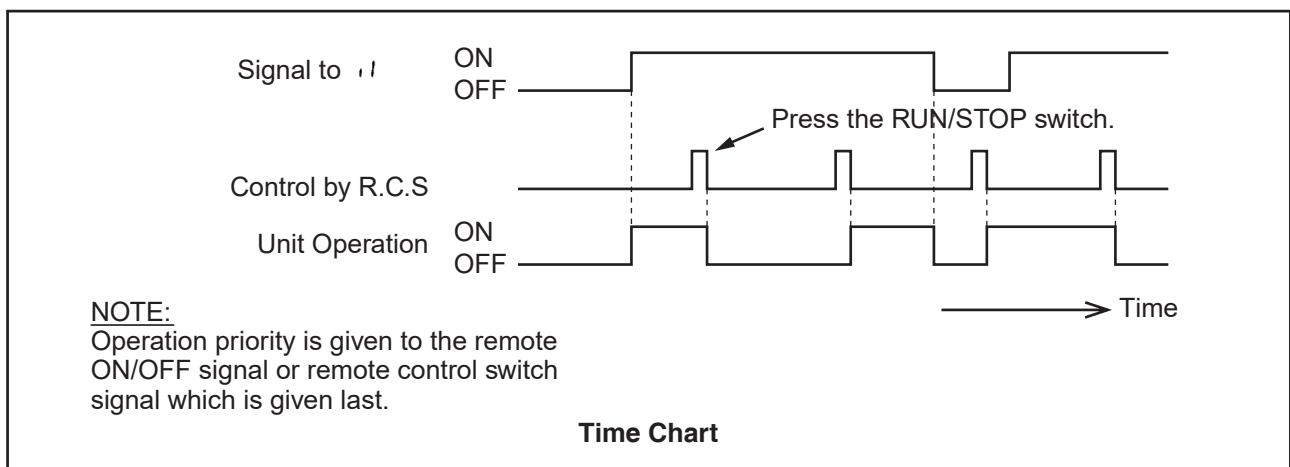 Signal to
ON
OFF
Press the RUN/STOP switch.
Control by R.C.S
Unit Operation
ON
OFF
Time
NOTE:
Operation priority is given to the remote
ON/OFF signal or remote control switch
signal which is given last.
Time Chart